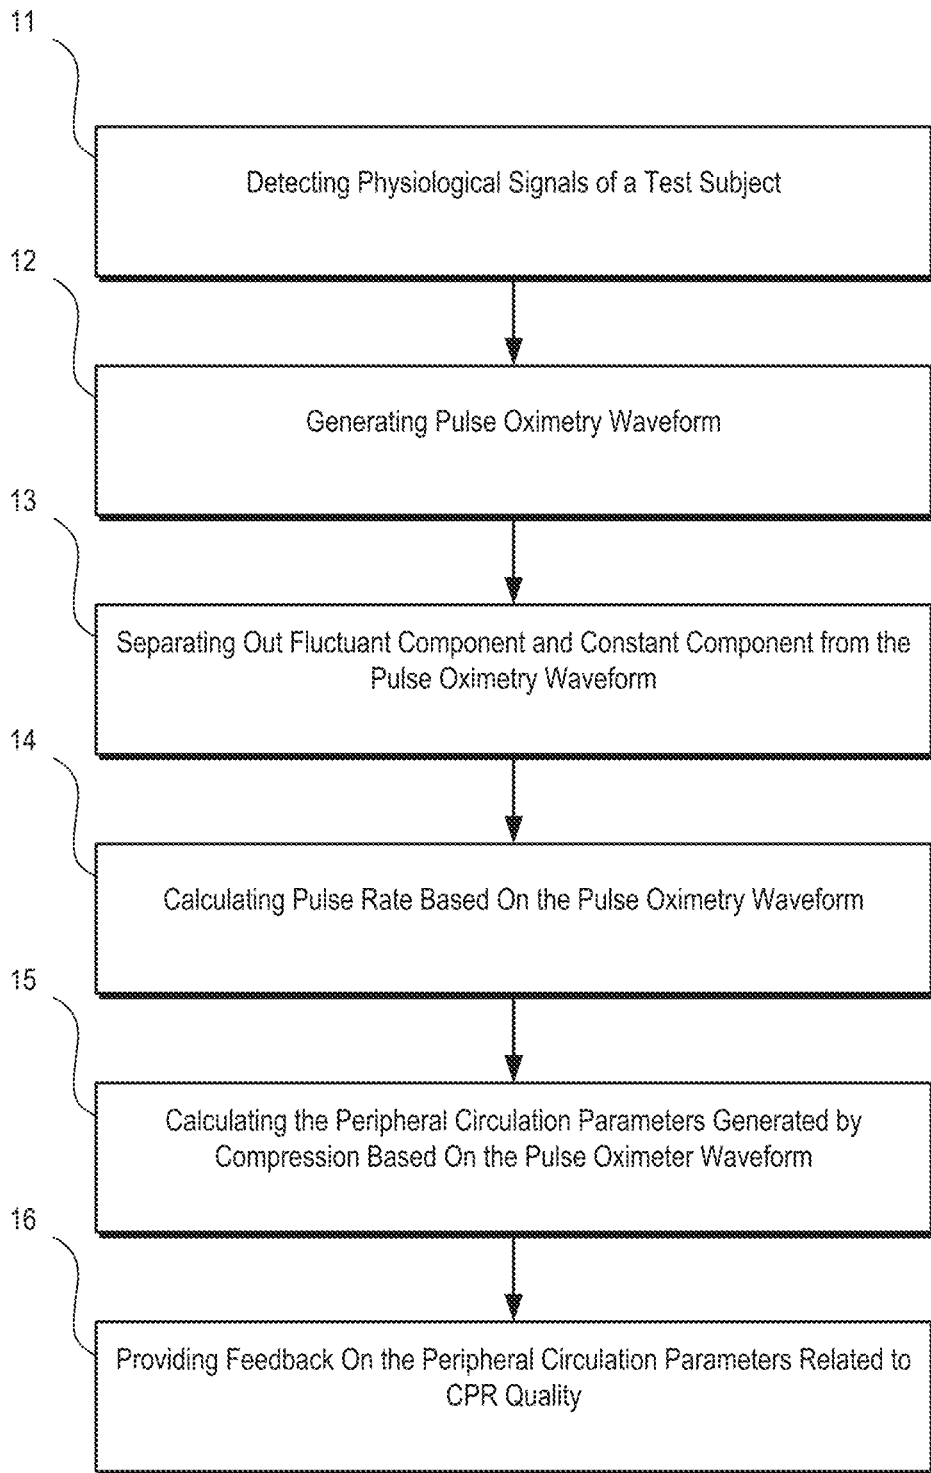 11
Detecting Physiological Signals of a Test Subject
12
Generating Pulse Oximetry Waveform
13
Separating Out Fluctuant Component and Constant Component from the
Pulse Oximetry Waveform
14
Calculating Pulse Rate Based On the Pulse Oximetry Waveform
15
Calculating the Peripheral Circulation Parameters Generated by
Compression Based On the Pulse Oximeter Waveform
16
Providing Feedback On the Peripheral Circulation Parameters Related to
CPR Quality